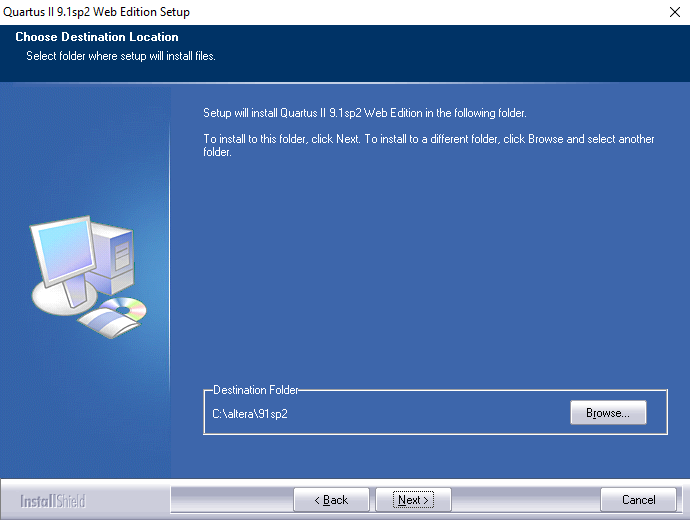 Quartus II 9.1sp2 Web Edition Setup
Choose Destination Location
Select folder where setup will install files.
Setup will install Quartus II 9.1sp2 Web Edition in the following folder.
To install to this folder, click Next. To install to a different folder, click Browse and select another
folder.
Destination Folder
C:\altera\91sp2
Browse...
InstallShield
< Back
Next >
Cancel